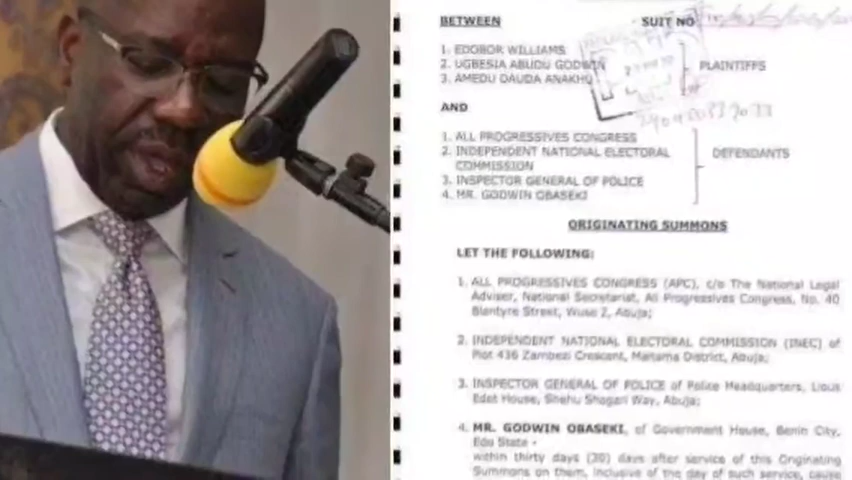 BETWEEN
SUIT NO
1. EDOBOR WILLIAMS
2. UGBESIA ABUDU GODWIN
3. AMEDU DAUDA ANAKHU
PLAINTIFFS
AND
1. ALL PROGRESSIVES CONGRESS
2. INDEPENDENT NATIONAL ELECTORAL
COMMISSION
3. INSPECTOR GENERAL OF POLICE
4. MR. GODWIN OBASEKI
DEFENDANTS
ORIGINATING SUMMONS
LET THE FOLLOWING:
1. ALL PROGRESSIVES CONGRESS (APC), c/o The National Legal
Adviser, National Secretariat, All Progressives Congress, No. 40
Blantyre Street, Wuse 2, Abuja;
2. INDEPENDENT NATIONAL ELECTORAL COMMISSION (INEC) of
Plot 436 Zambezi Crescent, Maitama District, Abuja;
3. INSPECTOR GENERAL OF POLICE of Police Headquarters, Louis
Edet House, Shehu Shagari Way, Abuja;
4. MR. GODWIN OBASEKI, of Government House, Benin City,
Edo State -
within thirty days (30) days after service of this Originating
Summons on them, inclusive of the day of such service, cause